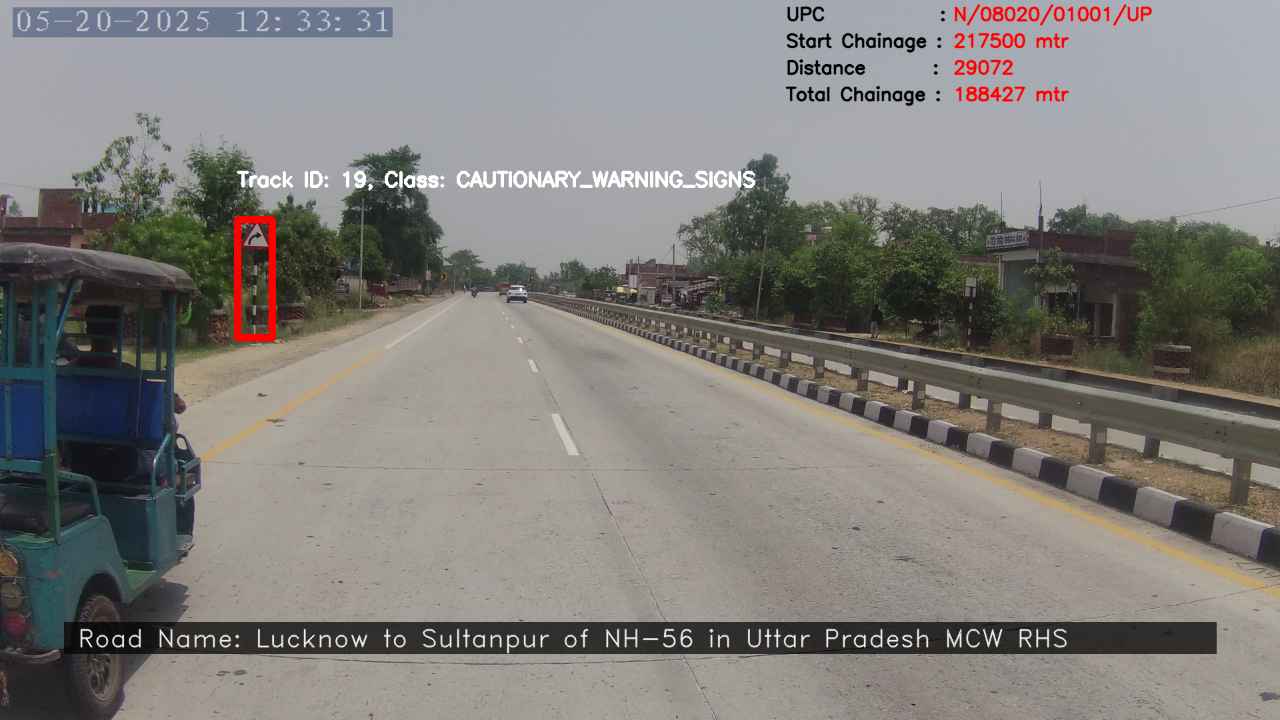 05-20-2025 12:33:31
UPC : N/08020/01001/UP
Start Chainage : 217500 mtr
Distance : 29072
Total Chainage : 188427 mtr
Track ID: 19, Class: CAUTIONARY_WARNING_SIGNS
Road Name: Lucknow to Sultanpur of NH-56 in Uttar Pradesh MCW RHS